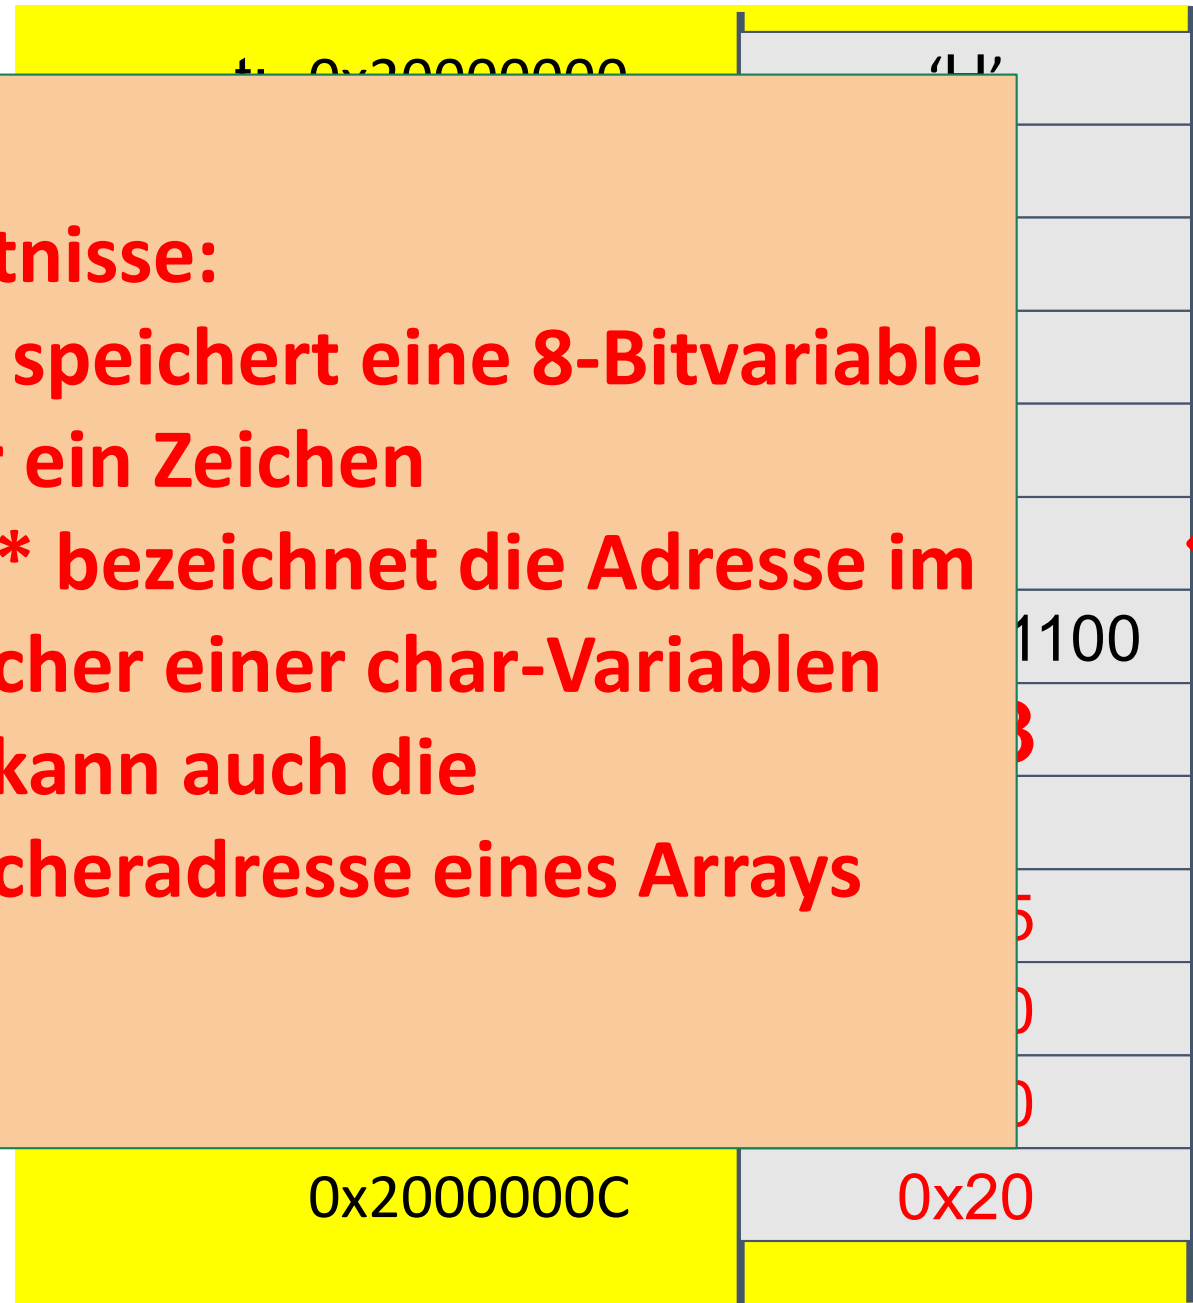 t: 0x20000000 ‘H’
tnisse:
speichert eine 8-Bitvariable
r ein Zeichen
* bezeichnet die Adresse im
1100
cher einer char-Variablen
kann auch die
cheradresse eines Arrays
0x2000000C 0x20